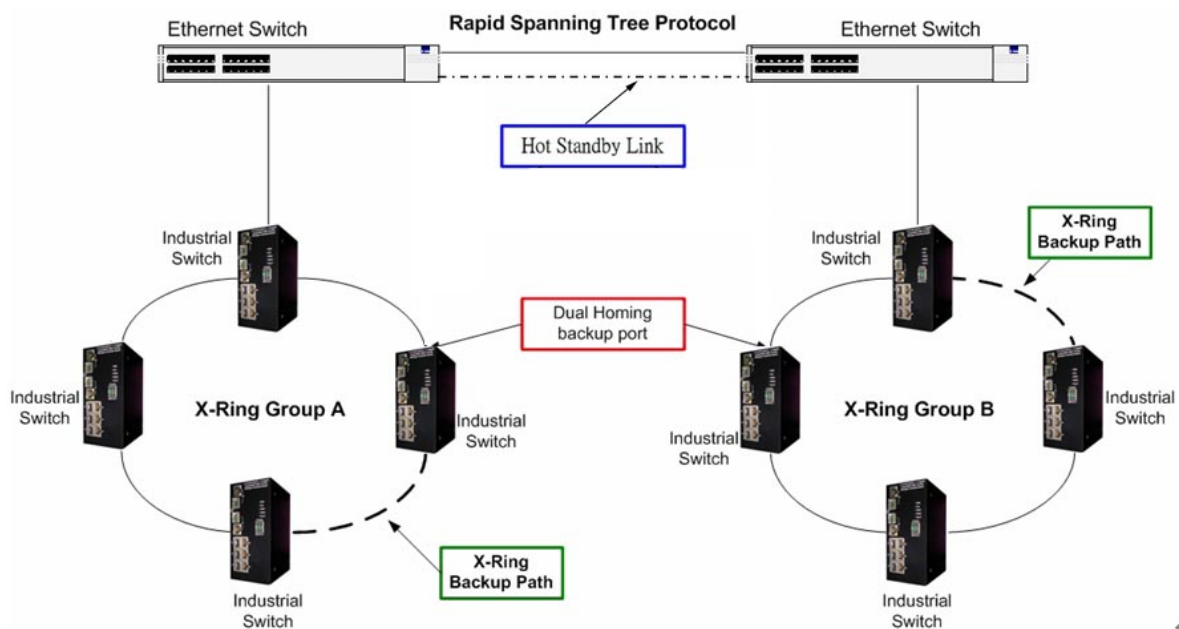 Rapid Spanning Tree Protocol
Ethernet Switch
Ethernet Switch
Hot Standby Link
Industrial
Switch
Industrial
Switch
X-Ring
Backup Path
Dual Homing
backup port
Industrial
Switch
X-Ring Group A
Industrial
Switch
Industrial
Switch
X-Ring Group B
Industrial
Switch
X-Ring
Backup Path
Industrial
Switch
Industrial
Switch